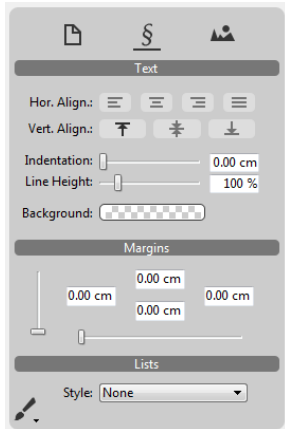 §
Text
Hor. Align.:
Vert. Align.:
Indentation: 0.00 cm
Line Height: 100 %
Background:
Margins
0.00 cm
0.00 cm 0.00 cm
0.00 cm
Lists
Style: None